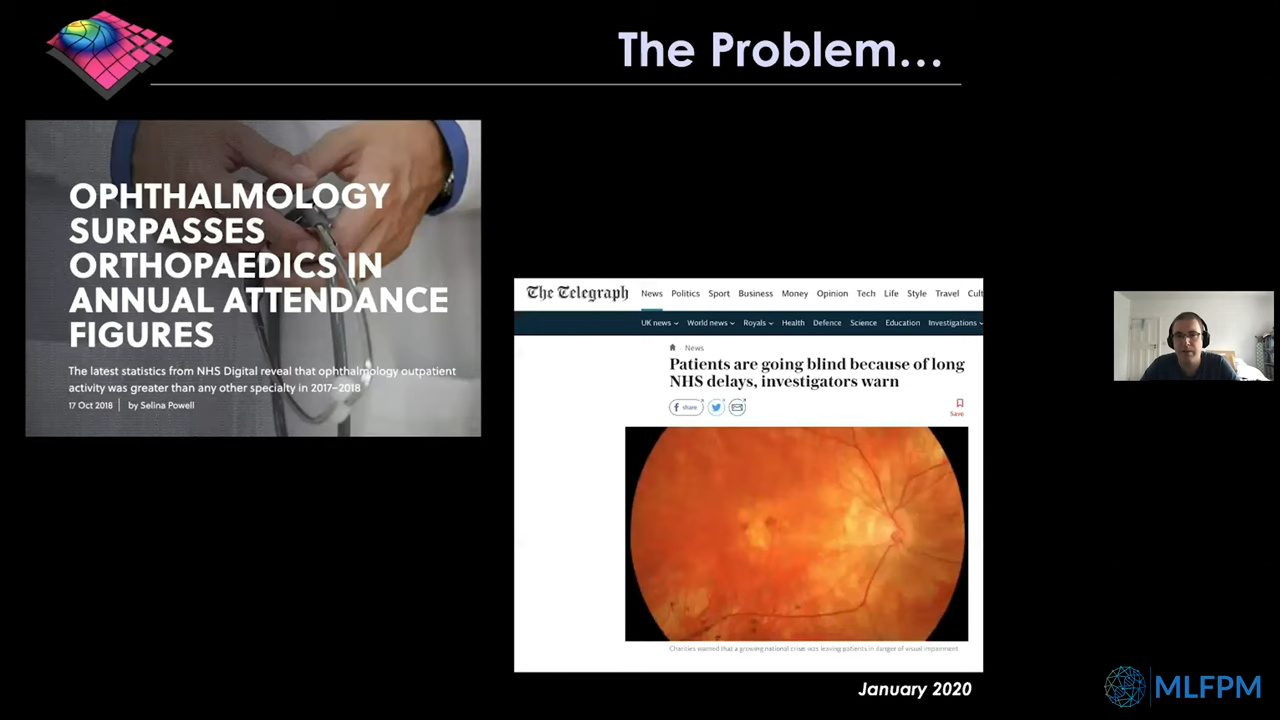 The Problem...
OPHTHALMOLOGY
SURPASSES
ORTHOPAEDICS IN
ANNUAL ATTENDANCE
FIGURES
The latest statistics from NHS Digital reveal that ophthalmology outpatient
activity was greater than any other specialty in 2017–2018
17 Oct 2018 | by Selina Powell
The Telegraph News Politics Sport Business Money Opinion Tech Life Style Travel Cult
UK news World news Royals Health Defence Science Education Investigations
News
Patients are going blind because of long
NHS delays, investigators warn
share
Save
Charities warned that a growing national crisis was leaving patients in danger of visual impairment
January 2020
MLFPM